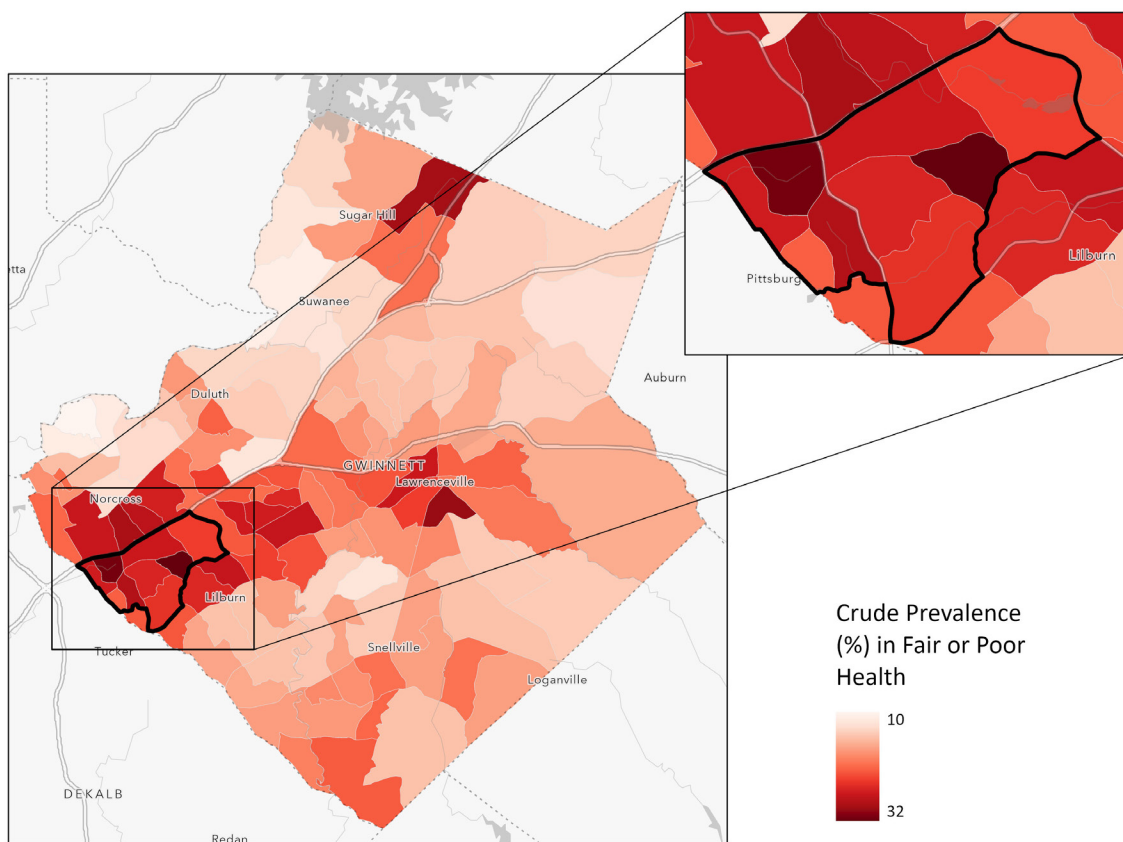 Sugar Hill
etta
Suwanee
Duluth
Auburn
GWINNETT
Lawrenceville
Norcross
Lilburn
Tucker
Snellville
Loganville
DEKALB
Redan
Pittsburg
Lilburn
Crude Prevalence
(%) in Fair or Poor
Health
10
32